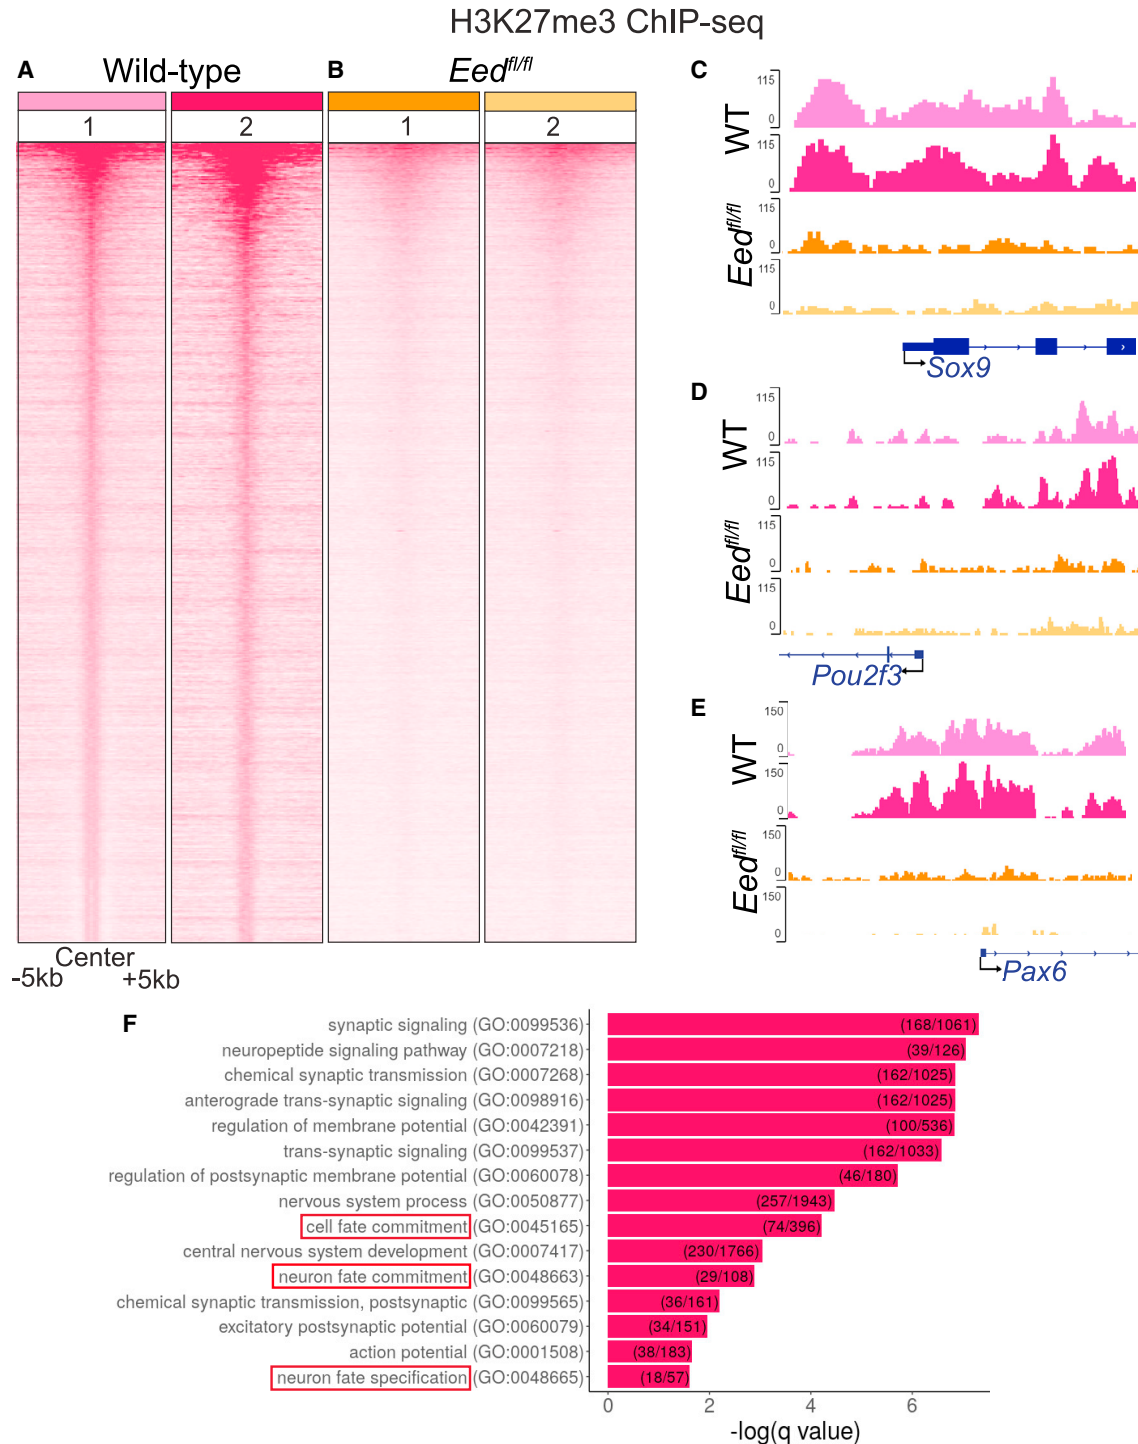 H3K27me3 ChIP-seq
A Wild-type
1 2
B Eed^fl/fl
1 2
Center
-5kb +5kb
C
WT
115
0
115
0
Eed^fl/fl
115
0
115
0
Sox9
D
WT
115
0
115
0
Eed^fl/fl
115
0
115
0
Pou2f3
E
WT
150
0
150
0
Eed^fl/fl
150
0
150
0
Pax6
F
synaptic signaling (GO:0099536) (168/1061)
neuropeptide signaling pathway (GO:0007218) (39/126)
chemical synaptic transmission (GO:0007268) (162/1025)
anterograde trans-synaptic signaling (GO:0098916) (162/1025)
regulation of membrane potential (GO:0042391) (100/536)
trans-synaptic signaling (GO:0099537) (162/1033)
regulation of postsynaptic membrane potential (GO:0060078) (46/180)
nervous system process (GO:0050877) (257/1943)
cell fate commitment (GO:0045165) (74/396)
central nervous system development (GO:0007417) (230/1766)
neuron fate commitment (GO:0048663) (29/108)
chemical synaptic transmission, postsynaptic (GO:0099565) (36/161)
excitatory postsynaptic potential (GO:0060079) (34/151)
action potential (GO:0001508) (38/183)
neuron fate specification (GO:0048665) (18/57)
0 2 4 6
-log(q value)